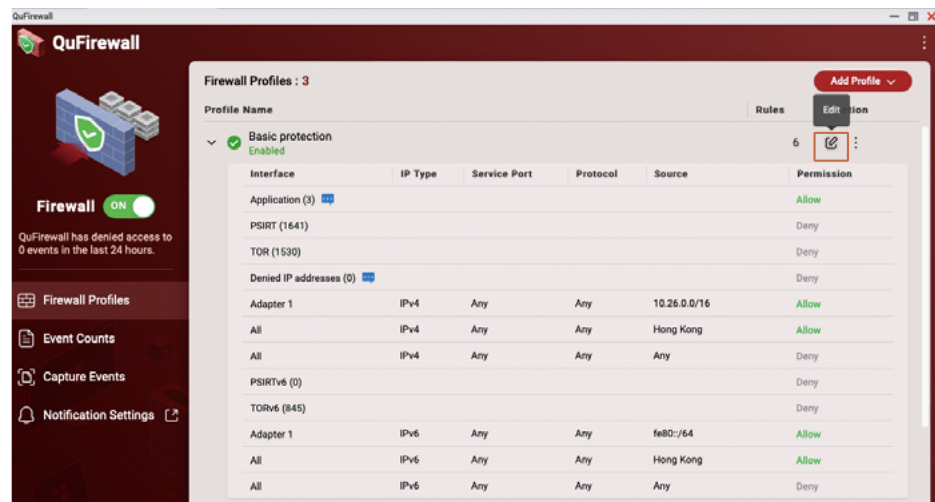 QuFirewall
QuFirewall
Firewall Profiles : 3
Add Profile
Profile Name Rules Edit tion
Basic protection 6
Enabled
Interface IP Type Service Port Protocol Source Permission
Application (3) Allow
PSIRT (1641) Deny
TOR (1530) Deny
Denied IP addresses (0) Deny
Adapter 1 IPv4 Any Any 10.26.0.0/16 Allow
All IPv4 Any Any Hong Kong Allow
All IPv4 Any Any Any Deny
PSIRTv6 (0) Deny
TORv6 (845) Deny
Adapter 1 IPv6 Any Any fe80::/64 Allow
All IPv6 Any Any Hong Kong Allow
All IPv6 Any Any Any Deny
Firewall ON
QuFirewall has denied access to
0 events in the last 24 hours.
Firewall Profiles
Event Counts
Capture Events
Notification Settings